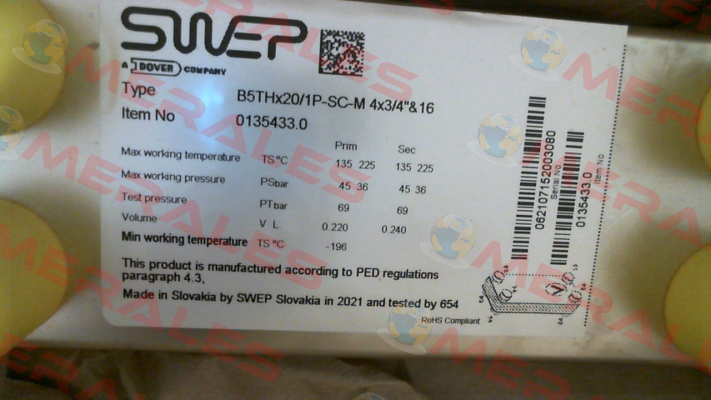 SWEP
A DOVER COMPANY
Type B5THx20/1P-SC-M 4x3/4"&16
Item No 0135433.0
Prim Sec
Max working temperature TS °C 135 225 135 225
Max working pressure PSbar 45 36 45 36
Test pressure PTbar 69 69
Volume V L 0.220 0.240
Min working temperature TS °C -196
This product is manufactured according to PED regulations
paragraph 4.3,
Made in Slovakia by SWEP Slovakia in 2021 and tested by 654
RoHS Compliant
062107152003080
Serial No.
0135433.0
Item No
MERALES
MERALES
MERALES
MERALES